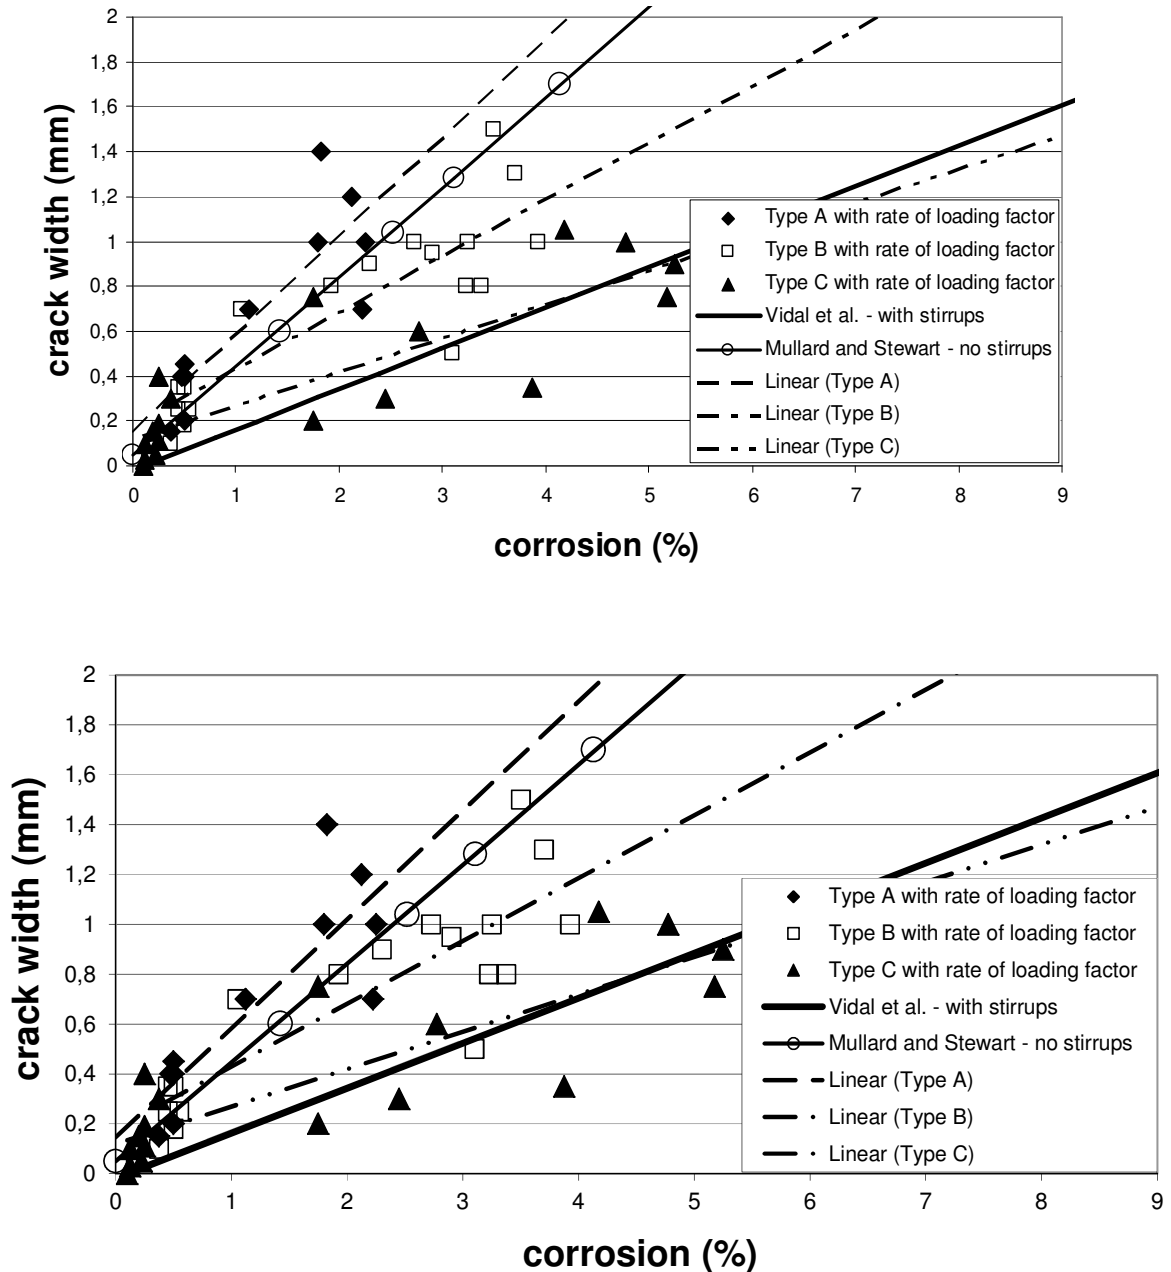 2
1,8
1,6
1,4
1,2
1
0,8
0,6
0,4
0,2
0
crack width (mm)
Type A with rate of loading factor
Type B with rate of loading factor
Type C with rate of loading factor
Vidal et al. - with stirrups
Mullard and Stewart - no stirrups
Linear (Type A)
Linear (Type B)
Linear (Type C)
0 1 2 3 4 5 6 7 8 9
corrosion (%)
2
1,8
1,6
1,4
1,2
1
0,8
0,6
0,4
0,2
0
crack width (mm)
Type A with rate of loading factor
Type B with rate of loading factor
Type C with rate of loading factor
Vidal et al. - with stirrups
Mullard and Stewart - no stirrups
Linear (Type A)
Linear (Type B)
Linear (Type C)
0 1 2 3 4 5 6 7 8 9
corrosion (%)